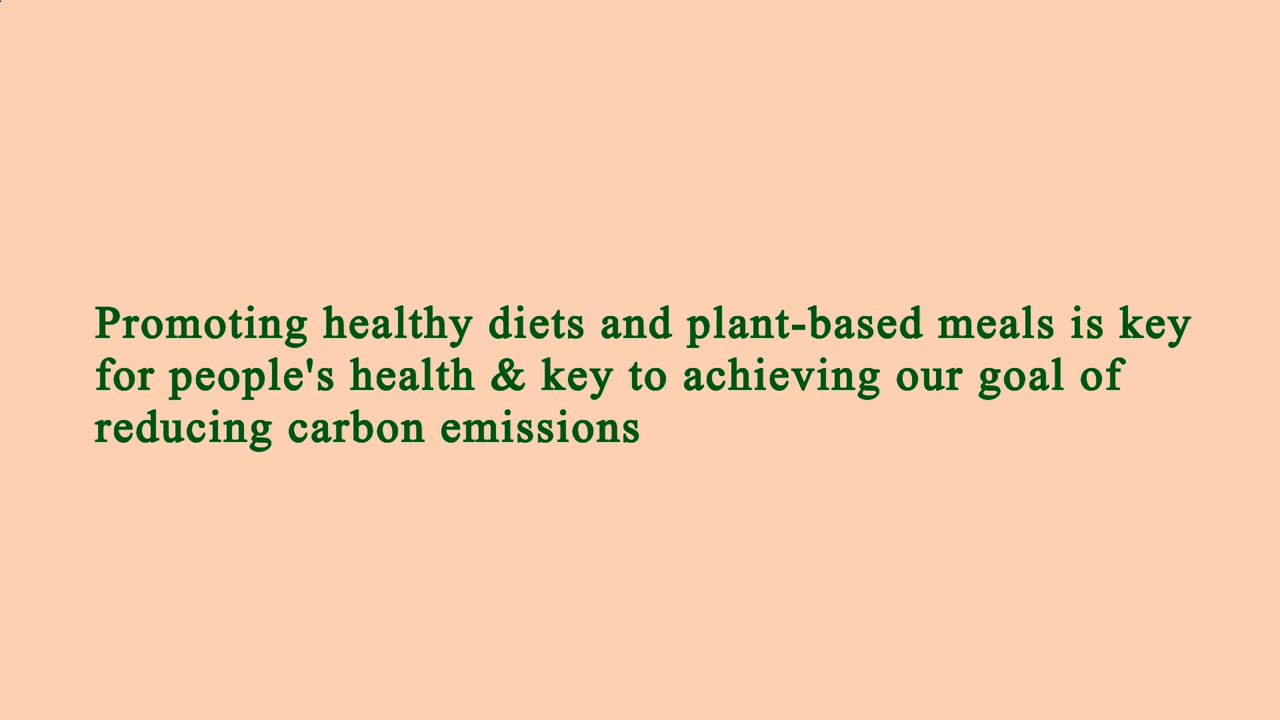 Promoting healthy diets and plant-based meals is key
for people's health & key to achieving our goal of
reducing carbon emissions